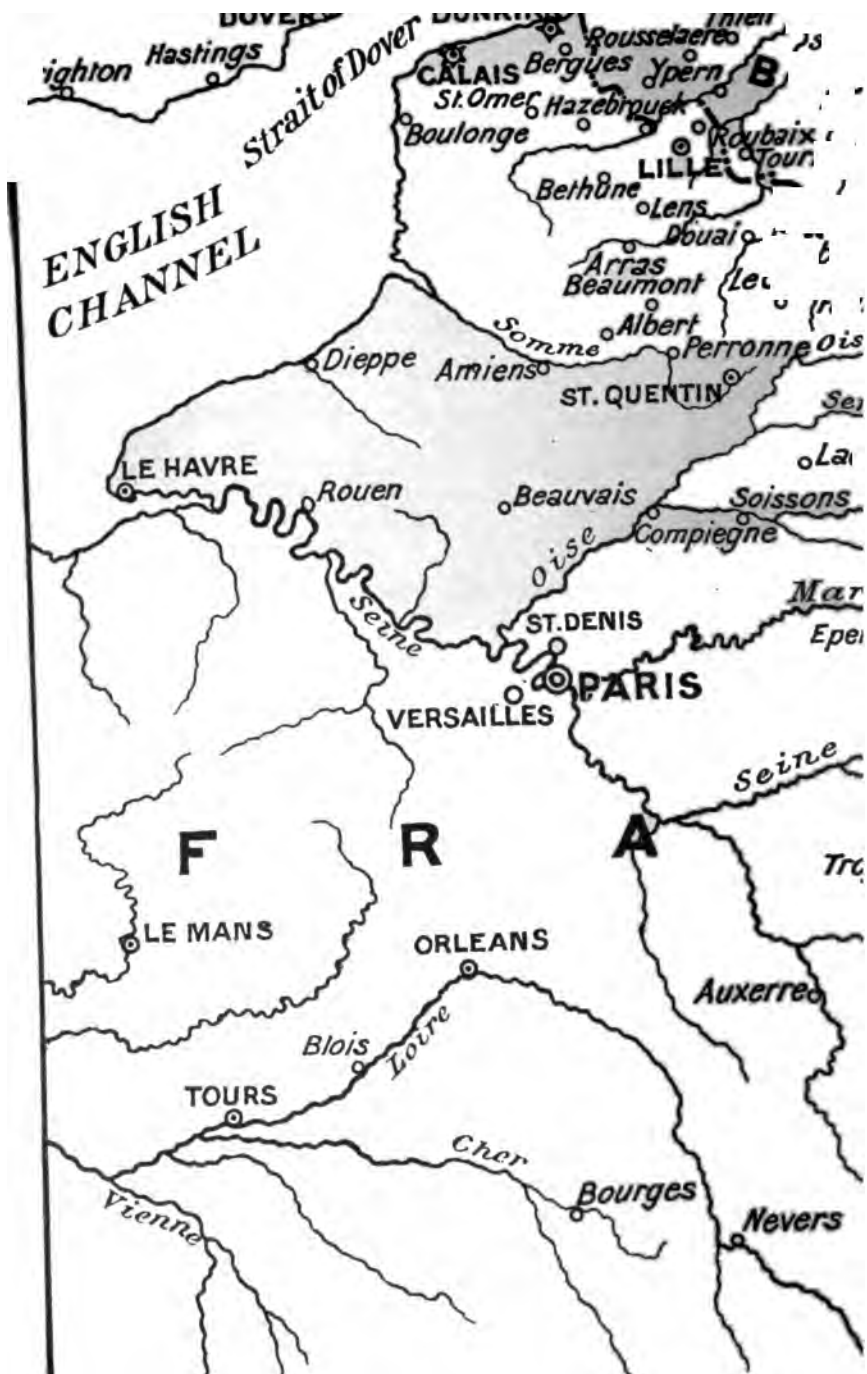 DOVER
Hastings
Strait of Dover
CALAIS
Bergues
Rousselaere
Ypern
B
St. Omer
Hazebrouck
Boulonge
Roubaix
LILLE
Bethune
Lens
Douai
Arras
ENGLISH
CHANNEL
Beaumont
Albert
Somme
Perronne
Dieppe
Amiens
ST. QUENTIN
LE HAVRE
Rouen
Beauvais
Soissons
Compiegne
Oise
Seine
ST. DENIS
PARIS
VERSAILLES
Seine
F R A
LE MANS
ORLEANS
Auxerre
Blois
Loire
TOURS
Cher
Vienne
Bourges
Nevers